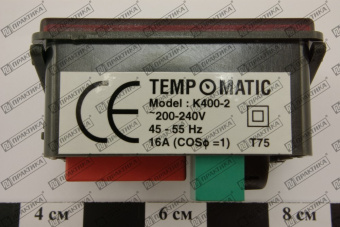 CE TEMPOMATIC
Model : K400-2
~200-240V
45 - 55 Hz
16A (COSϕ =1) T75
4 см 6 см 8 см
ПРАКТИКА